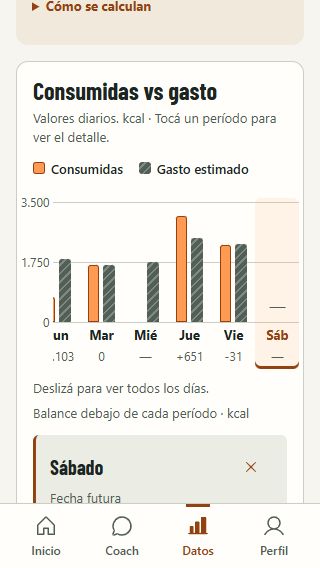 Cómo se calculan
Consumidas vs gasto
Valores diarios. kcal · Tocá un período para
ver el detalle.
Consumidas Gasto estimado
3.500
1.750
0
un Mar Mié Jue Vie Sáb
.103 0 — +651 -31 —
Deslizá para ver todos los días.
Balance debajo de cada período · kcal
Sábado
Fecha futura
Inicio Coach Datos Perfil